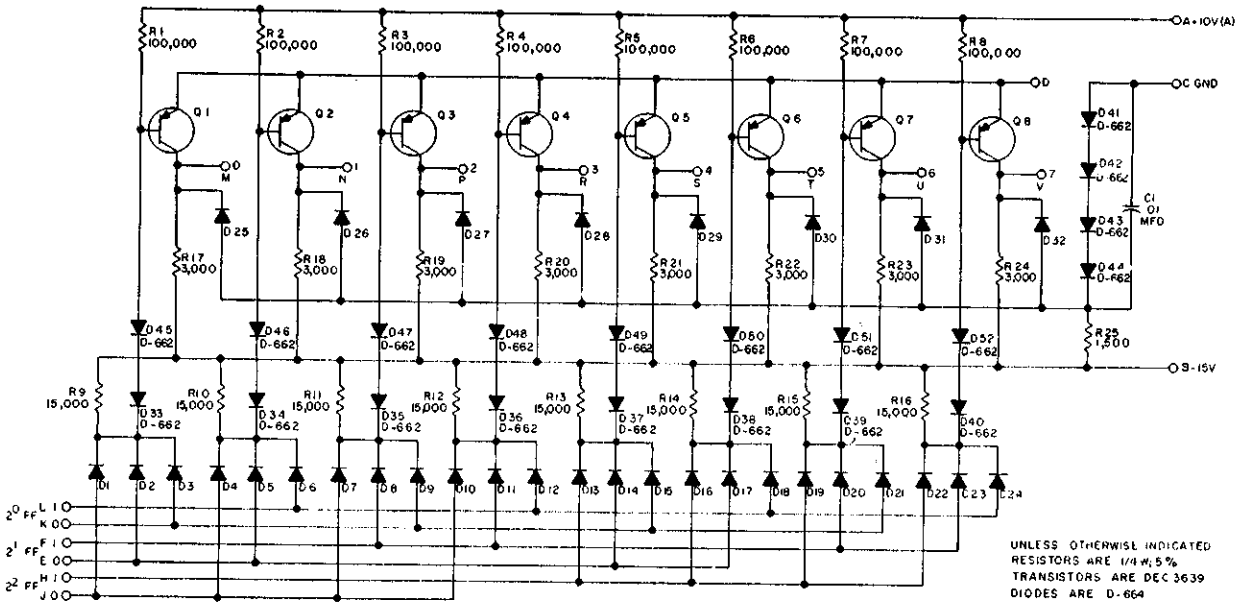 R1 100,000
R2 100,000
R3 100,000
R4 100,000
R5 100,000
R6 100,000
R7 100,000
R8 100,000
A+10V(A)
D
C GND
Q1
Q2
Q3
Q4
Q5
Q6
Q7
Q8
D41 D-662
D42 D-662
D43 D-662
D44 D-662
C1 .01 MFD
0 M
1 N
2 P
3 R
4 S
5 T
6 U
7 V
D25
D26
D27
D28
D29
D30
D31
D32
R17 3,000
R18 3,000
R19 3,000
R20 3,000
R21 3,000
R22 3,000
R23 3,000
R24 3,000
R25 1,500
D45 D-662
D46 D-662
D47 D-662
D48 D-662
D49 D-662
D50 D-662
D51 D-662
D52 D-662
B-15V
R9 15,000
R10 15,000
R11 15,000
R12 15,000
R13 15,000
R14 15,000
R15 15,000
R16 15,000
D33 D-662
D34 D-662
D35 D-662
D36 D-662
D37 D-662
D38 D-662
D39 D-662
D40 D-662
D1 D2 D3 D4 D5 D6 D7 D8 D9 D10 D11 D12 D13 D14 D15 D16 D17 D18 D19 D20 D21 D22 D23 D24
2⁰ FF L 1
K 0
2¹ FF F 1
E 0
2² FF H 1
J 0
UNLESS OTHERWISE INDICATED
RESISTORS ARE 1/4 W; 5%
TRANSISTORS ARE DEC 3639
DIODES ARE D-664